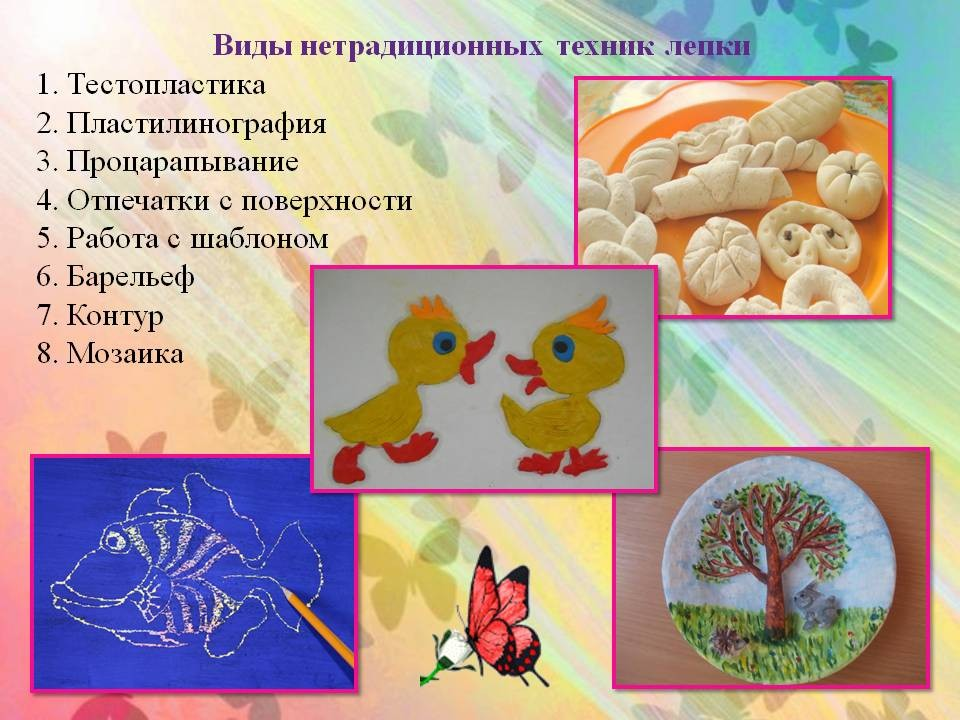 Виды нетрадиционных техник лепки
1. Тестопластика
2. Пластилинография
3. Процарапывание
4. Отпечатки с поверхности
5. Работа с шаблоном
6. Барельеф
7. Контур
8. Мозаика